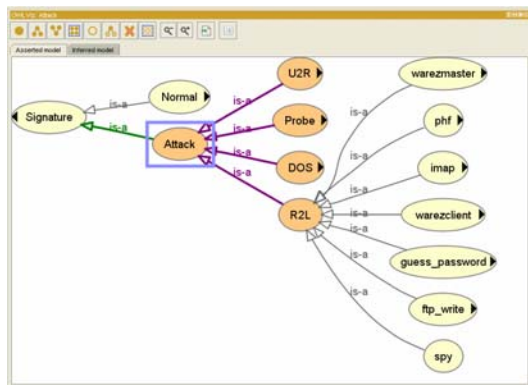 OWLViz: Attack
Asserted model Inferred model
Signature
is-a
Normal
is-a
Attack
is-a
U2R
is-a
Probe
is-a
DOS
is-a
R2L
is-a
warezmaster
is-a
phf
is-a
imap
is-a
warezclient
is-a
guess_password
is-a
ftp_write
is-a
spy